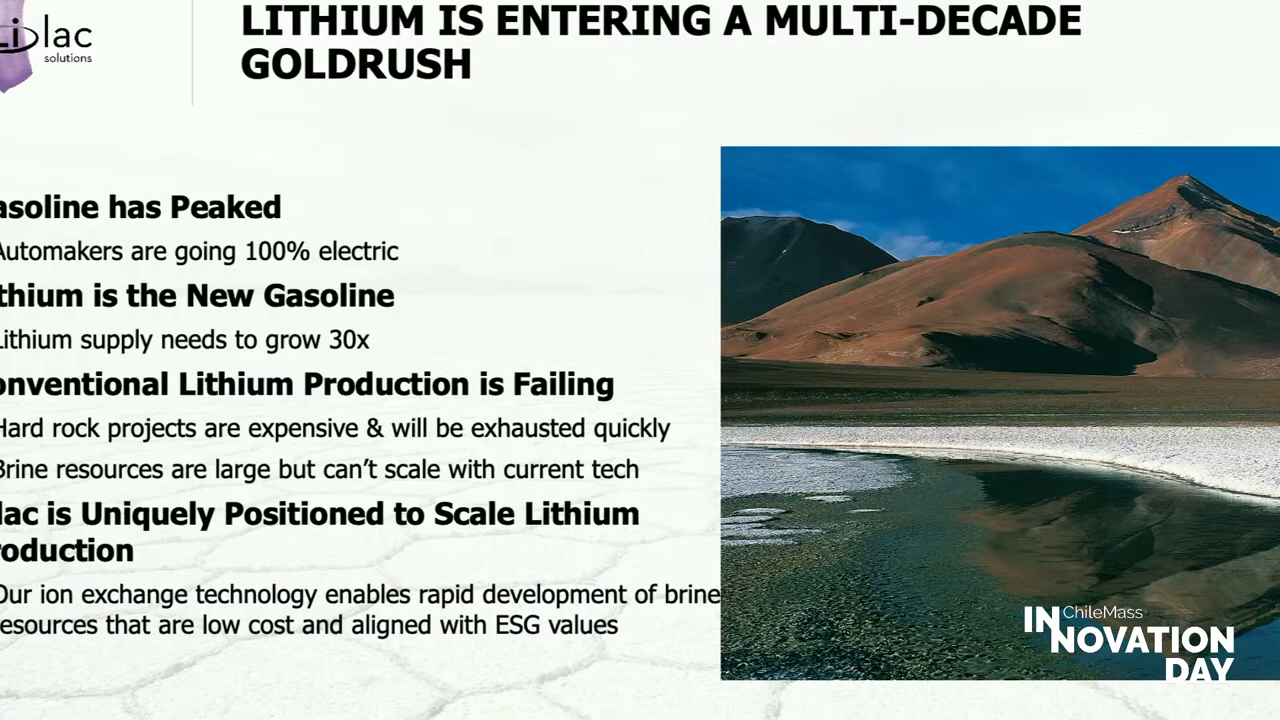 Lilac
solutions
LITHIUM IS ENTERING A MULTI-DECADE
GOLDRUSH
asoline has Peaked
Automakers are going 100% electric
thium is the New Gasoline
Lithium supply needs to grow 30x
onventional Lithium Production is Failing
Hard rock projects are expensive & will be exhausted quickly
Brine resources are large but can't scale with current tech
lac is Uniquely Positioned to Scale Lithium
roduction
Our ion exchange technology enables rapid development of brine
esources that are low cost and aligned with ESG values
ChileMass
INNOVATION
DAY